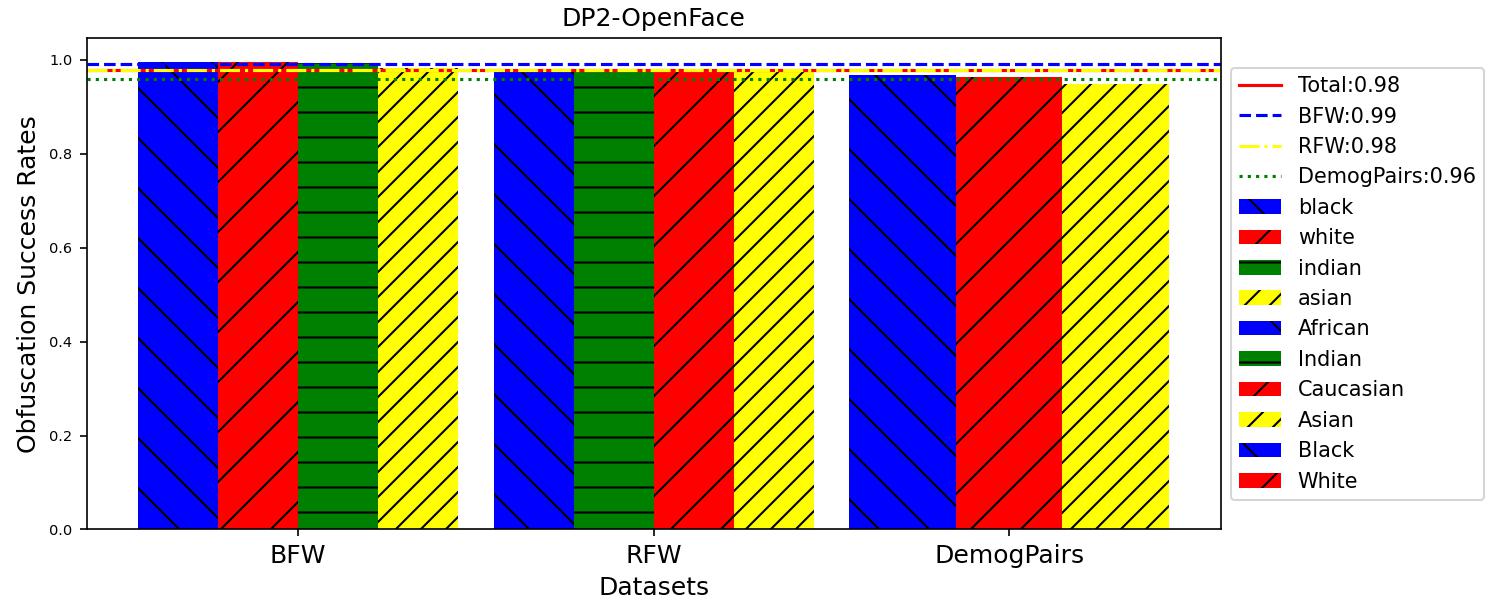 DP2-OpenFace
Obfuscation Success Rates
1.0
0.8
0.6
0.4
0.2
0.0
BFW
RFW
DemogPairs
Datasets
Total:0.98
BFW:0.99
RFW:0.98
DemogPairs:0.96
black
white
indian
asian
African
Indian
Caucasian
Asian
Black
White